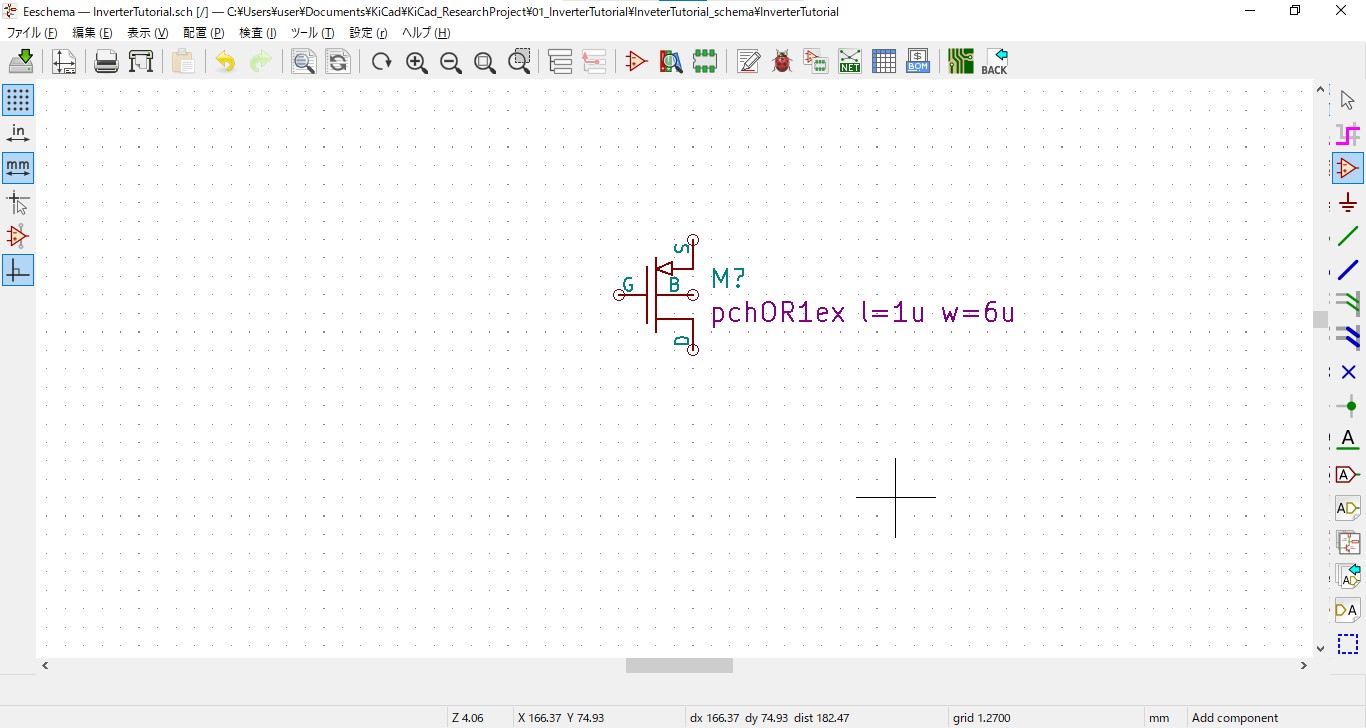 Eeschema — InverterTutorial.sch [/] — C:¥Users¥user¥Documents¥KiCad¥KiCad_ResearchProject¥01_InverterTutorial¥InveterTutorial_schema¥InverterTutorial
ファイル (F) 編集 (E) 表示 (V) 配置 (P) 検査 (I) ツール (T) 設定 (r) ヘルプ (H)
NET $ BOM BACK
in
mm
S
G B M?
pchOR1ex l=1u w=6u
D
A
A
AD
AD
DA
Z 4.06 X 166.37 Y 74.93 dx 166.37 dy 74.93 dist 182.47 grid 1.2700 mm Add component